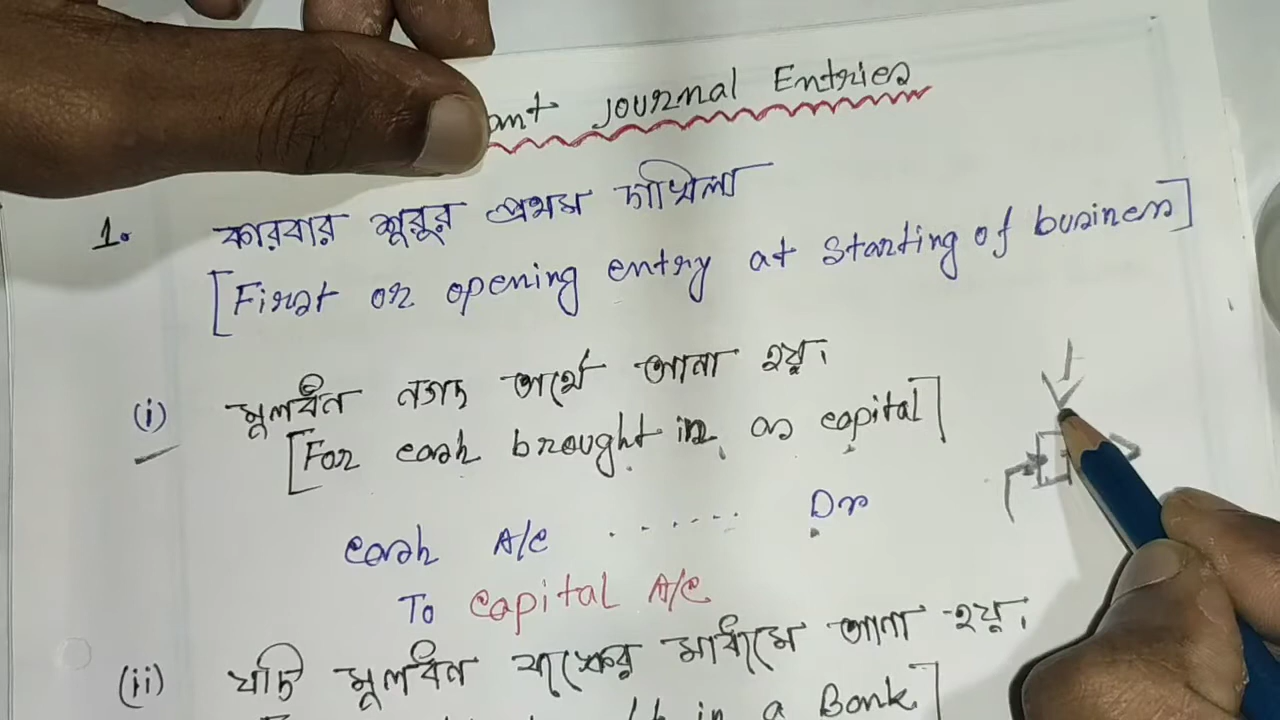 ant Journal Entries
1. কারবার শুরুর প্রথম দাখিলা
[First or opening entry at starting of business]
(i) মূলধন নগদ অর্থে আনা হয়।
[For cash brought in as capital]
Cash A/c ........ Dr
To Capital A/c
(ii) যদি মূলধন ব্যাঙ্কের মাধ্যমে আনা হয়।
in a Bank]